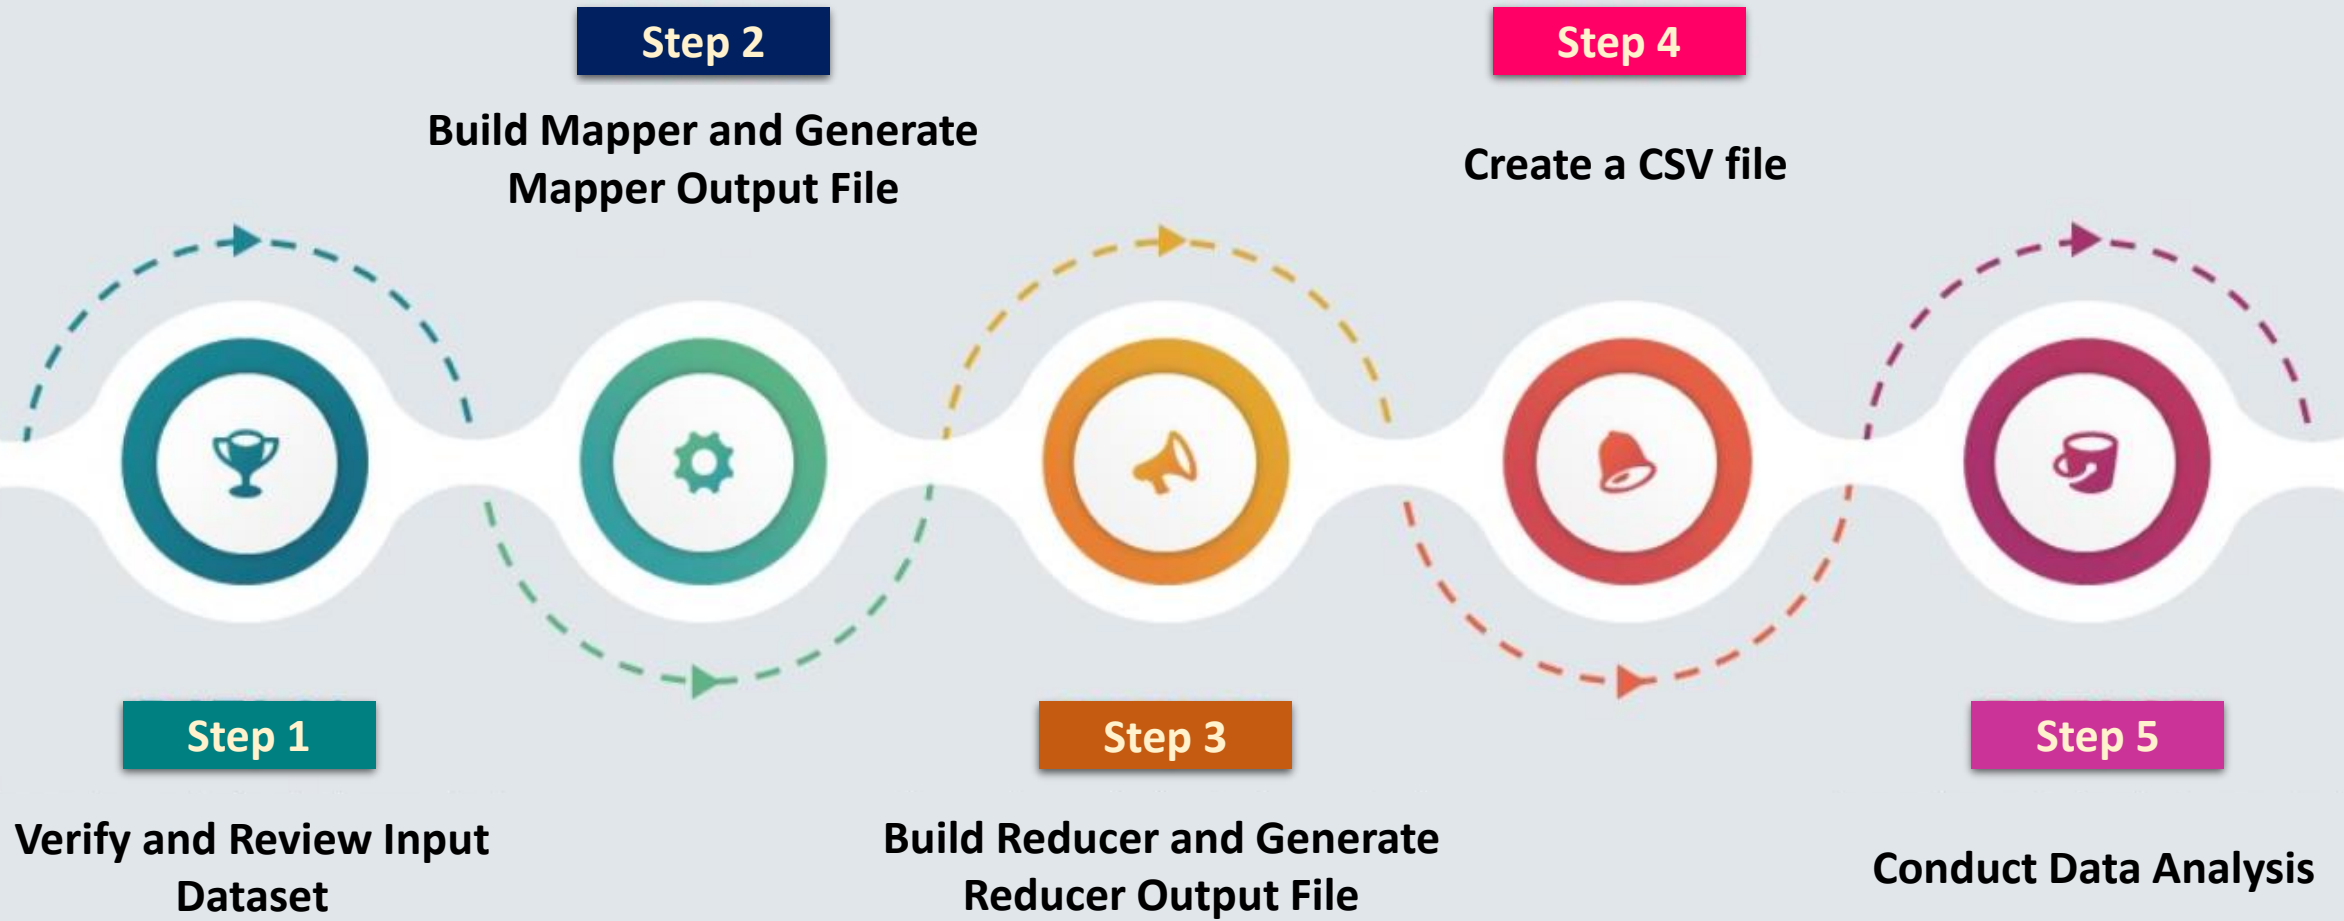 Step 1
Verify and Review Input
Dataset
Step 2
Build Mapper and Generate
Mapper Output File
Step 3
Build Reducer and Generate
Reducer Output File
Step 4
Create a CSV file
Step 5
Conduct Data Analysis